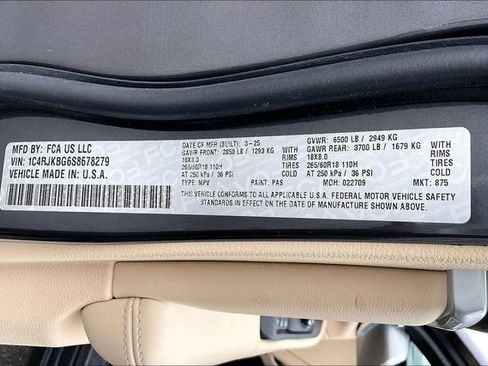 MFD BY: FCA US LLC
VIN: 1C4RJKBG6S8678279
VEHICLE MADE IN: U.S.A.
DATE OF MFR (BUILT): 3-25
GAWR FRONT: 2850 LB / 1293 KG
WITH 18X8.0 RIMS
265/60R18 110H TIRES
AT 250 kPa / 36 PSI COLD
TYPE: NPV PAINT: PAS
GVWR: 6500 LB / 2949 KG
GAWR REAR: 3700 LB / 1679 KG
WITH 18X8.0 RIMS
265/60R18 110H TIRES
AT 250 kPa / 36 PSI COLD
MDH: 022709 MKT: 875
THIS VEHICLE CONFORMS TO ALL APPLICABLE U.S.A. FEDERAL MOTOR VEHICLE SAFETY
STANDARDS IN EFFECT ON THE DATE OF MANUFACTURE SHOWN ABOVE.